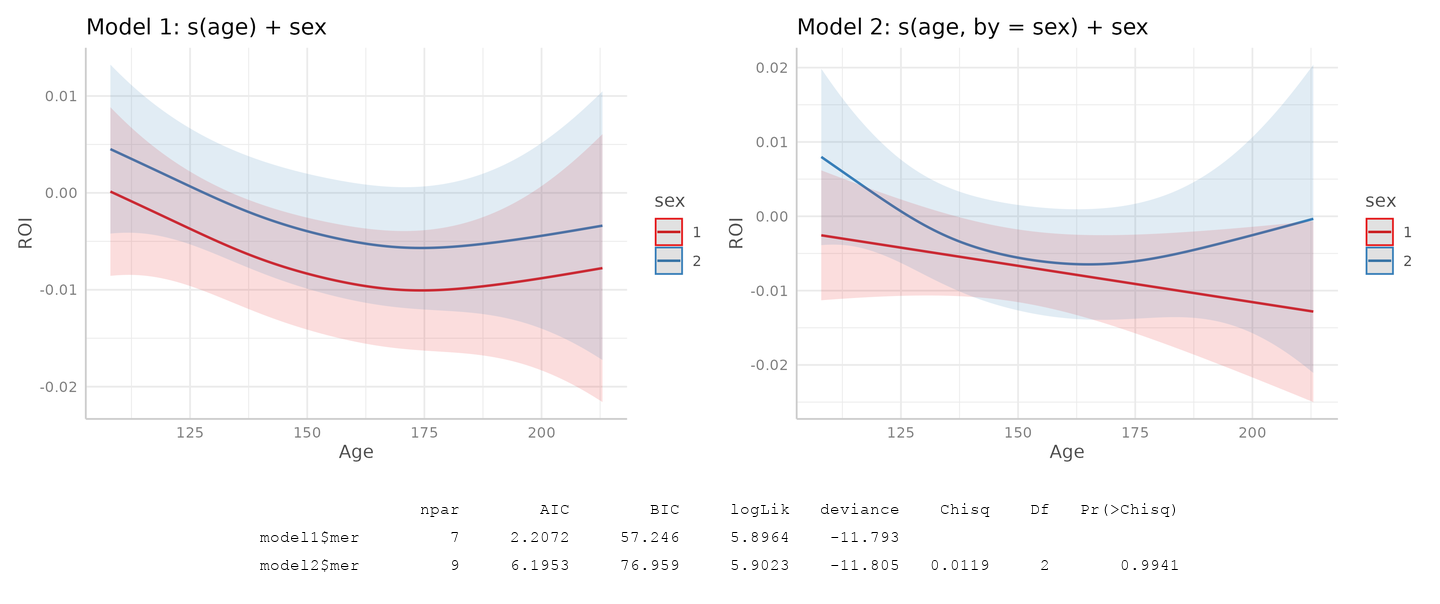 Model 1: s(age) + sex
0.01
0.00
-0.01
-0.02
ROI
125 150 175 200
Age
sex
1
2
Model 2: s(age, by = sex) + sex
0.02
0.01
0.00
-0.01
-0.02
ROI
125 150 175 200
Age
sex
1
2
npar AIC BIC logLik deviance Chisq Df Pr(>Chisq)
model1$mer 7 2.2072 57.246 5.8964 -11.793
model2$mer 9 6.1953 76.959 5.9023 -11.805 0.0119 2 0.9941